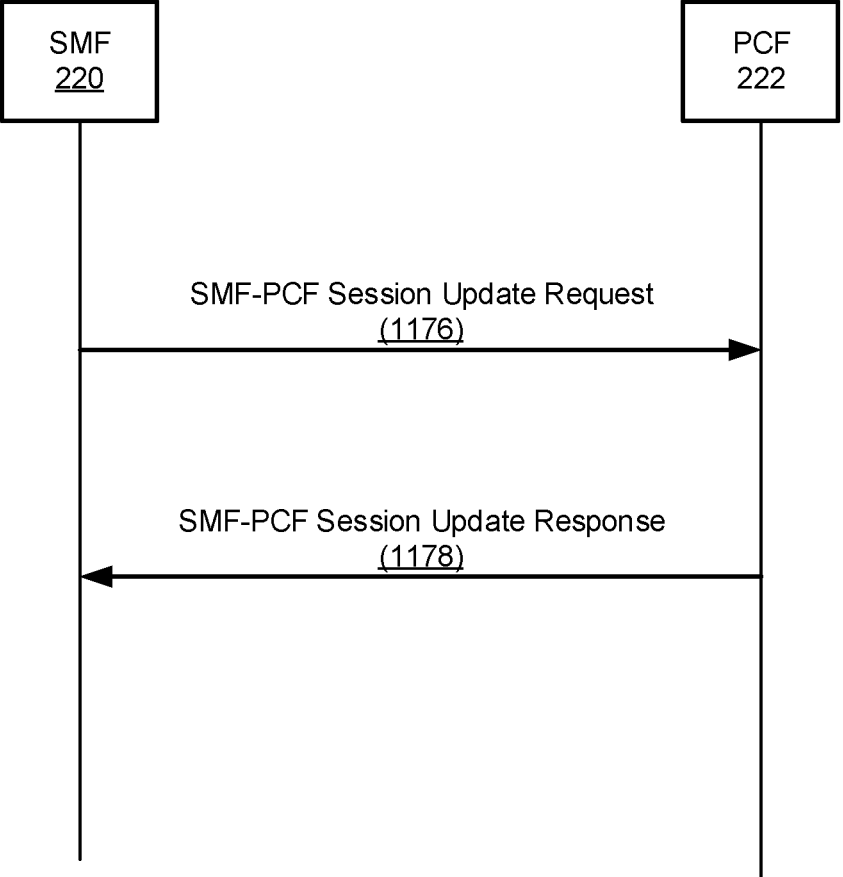 SMF
220
PCF
222
SMF-PCF Session Update Request
(1176)
SMF-PCF Session Update Response
(1178)